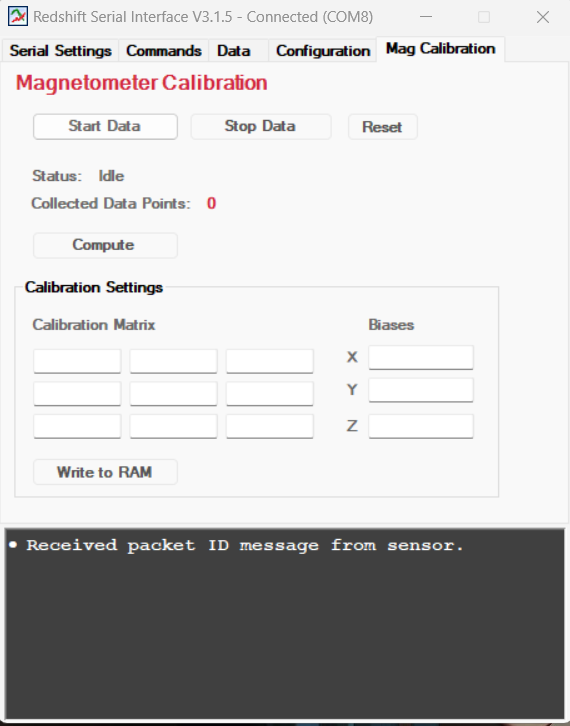 Redshift Serial Interface V3.1.5 - Connected (COM8)
Serial Settings Commands Data Configuration Mag Calibration
Magnetometer Calibration
Start Data Stop Data Reset
Status: Idle
Collected Data Points: 0
Compute
Calibration Settings
Calibration Matrix Biases
X
Y
Z
Write to RAM
• Received packet ID message from sensor.